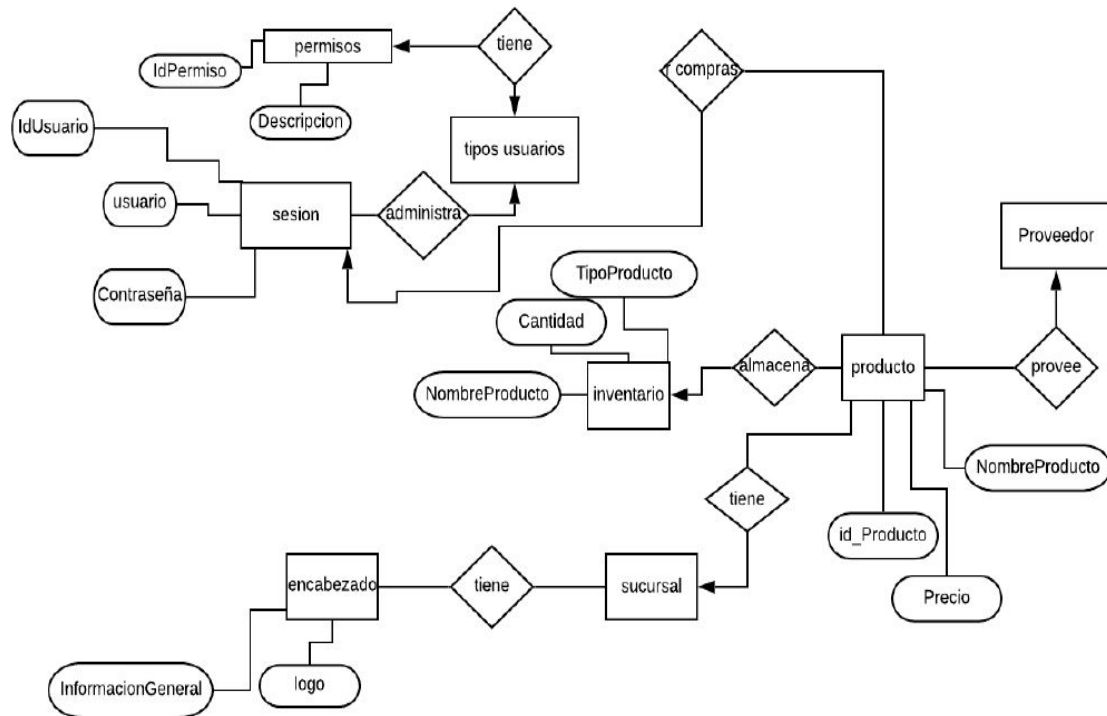 permisos
tiene
r compras
IdPermiso
Descripcion
IdUsuario
tipos usuarios
usuario
sesion
administra
Proveedor
TipoProducto
Contraseña
Cantidad
almacena
producto
provee
NombreProducto
inventario
NombreProducto
tiene
id_Producto
encabezado
tiene
sucursal
Precio
InformacionGeneral
logo